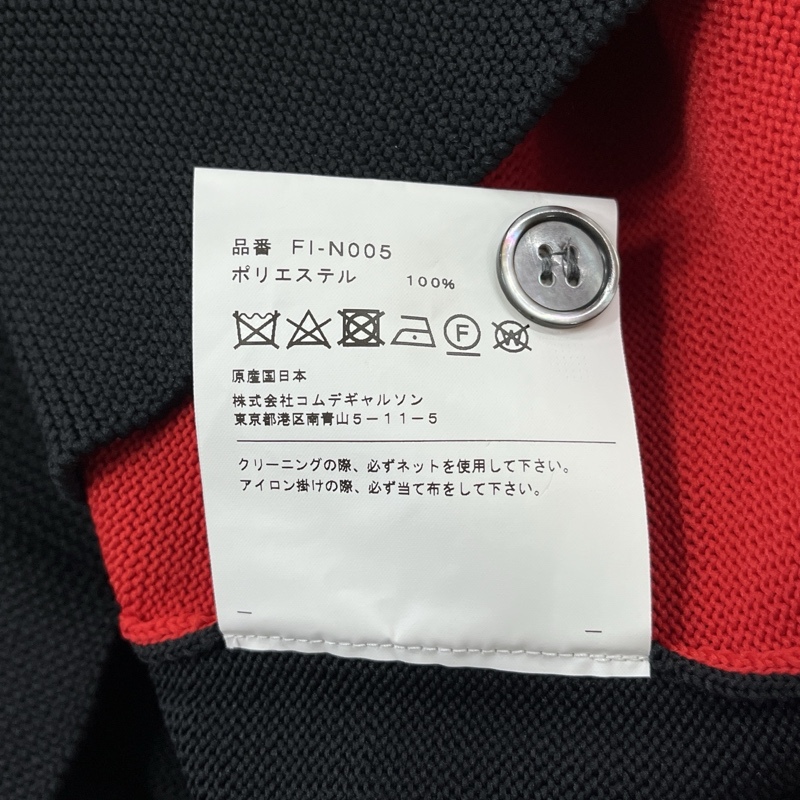 品番 FI-N005
ポリエステル 100%
F W
原産国日本
株式会社コムデギャルソン
東京都港区南青山5-11-5
クリーニングの際、必ずネットを使用して下さい。
アイロン掛けの際、必ず当て布をして下さい。